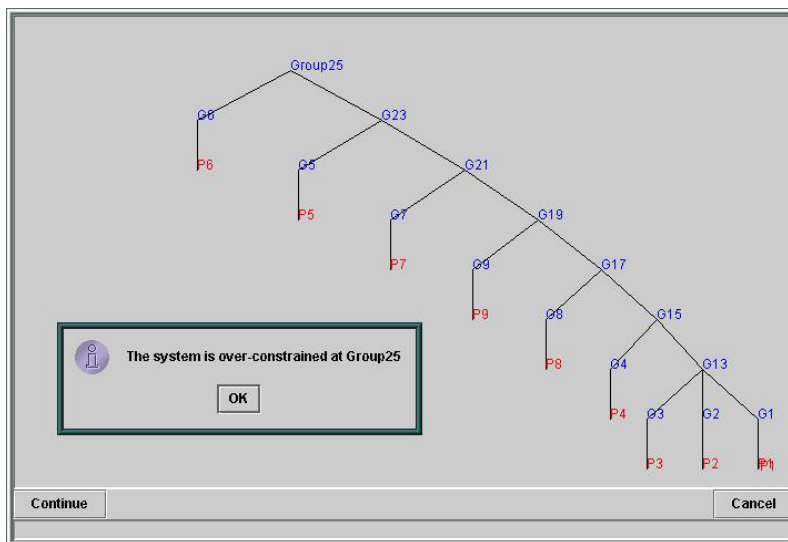 Group25
G6 G23
P6 G5 G21
P5 G7 G19
P7 G9 G17
P9 G8 G15
The system is over-constrained at Group25
P8 G4 G13
OK
P4 G3 G2 G1
P3 P2 P1
Continue Cancel